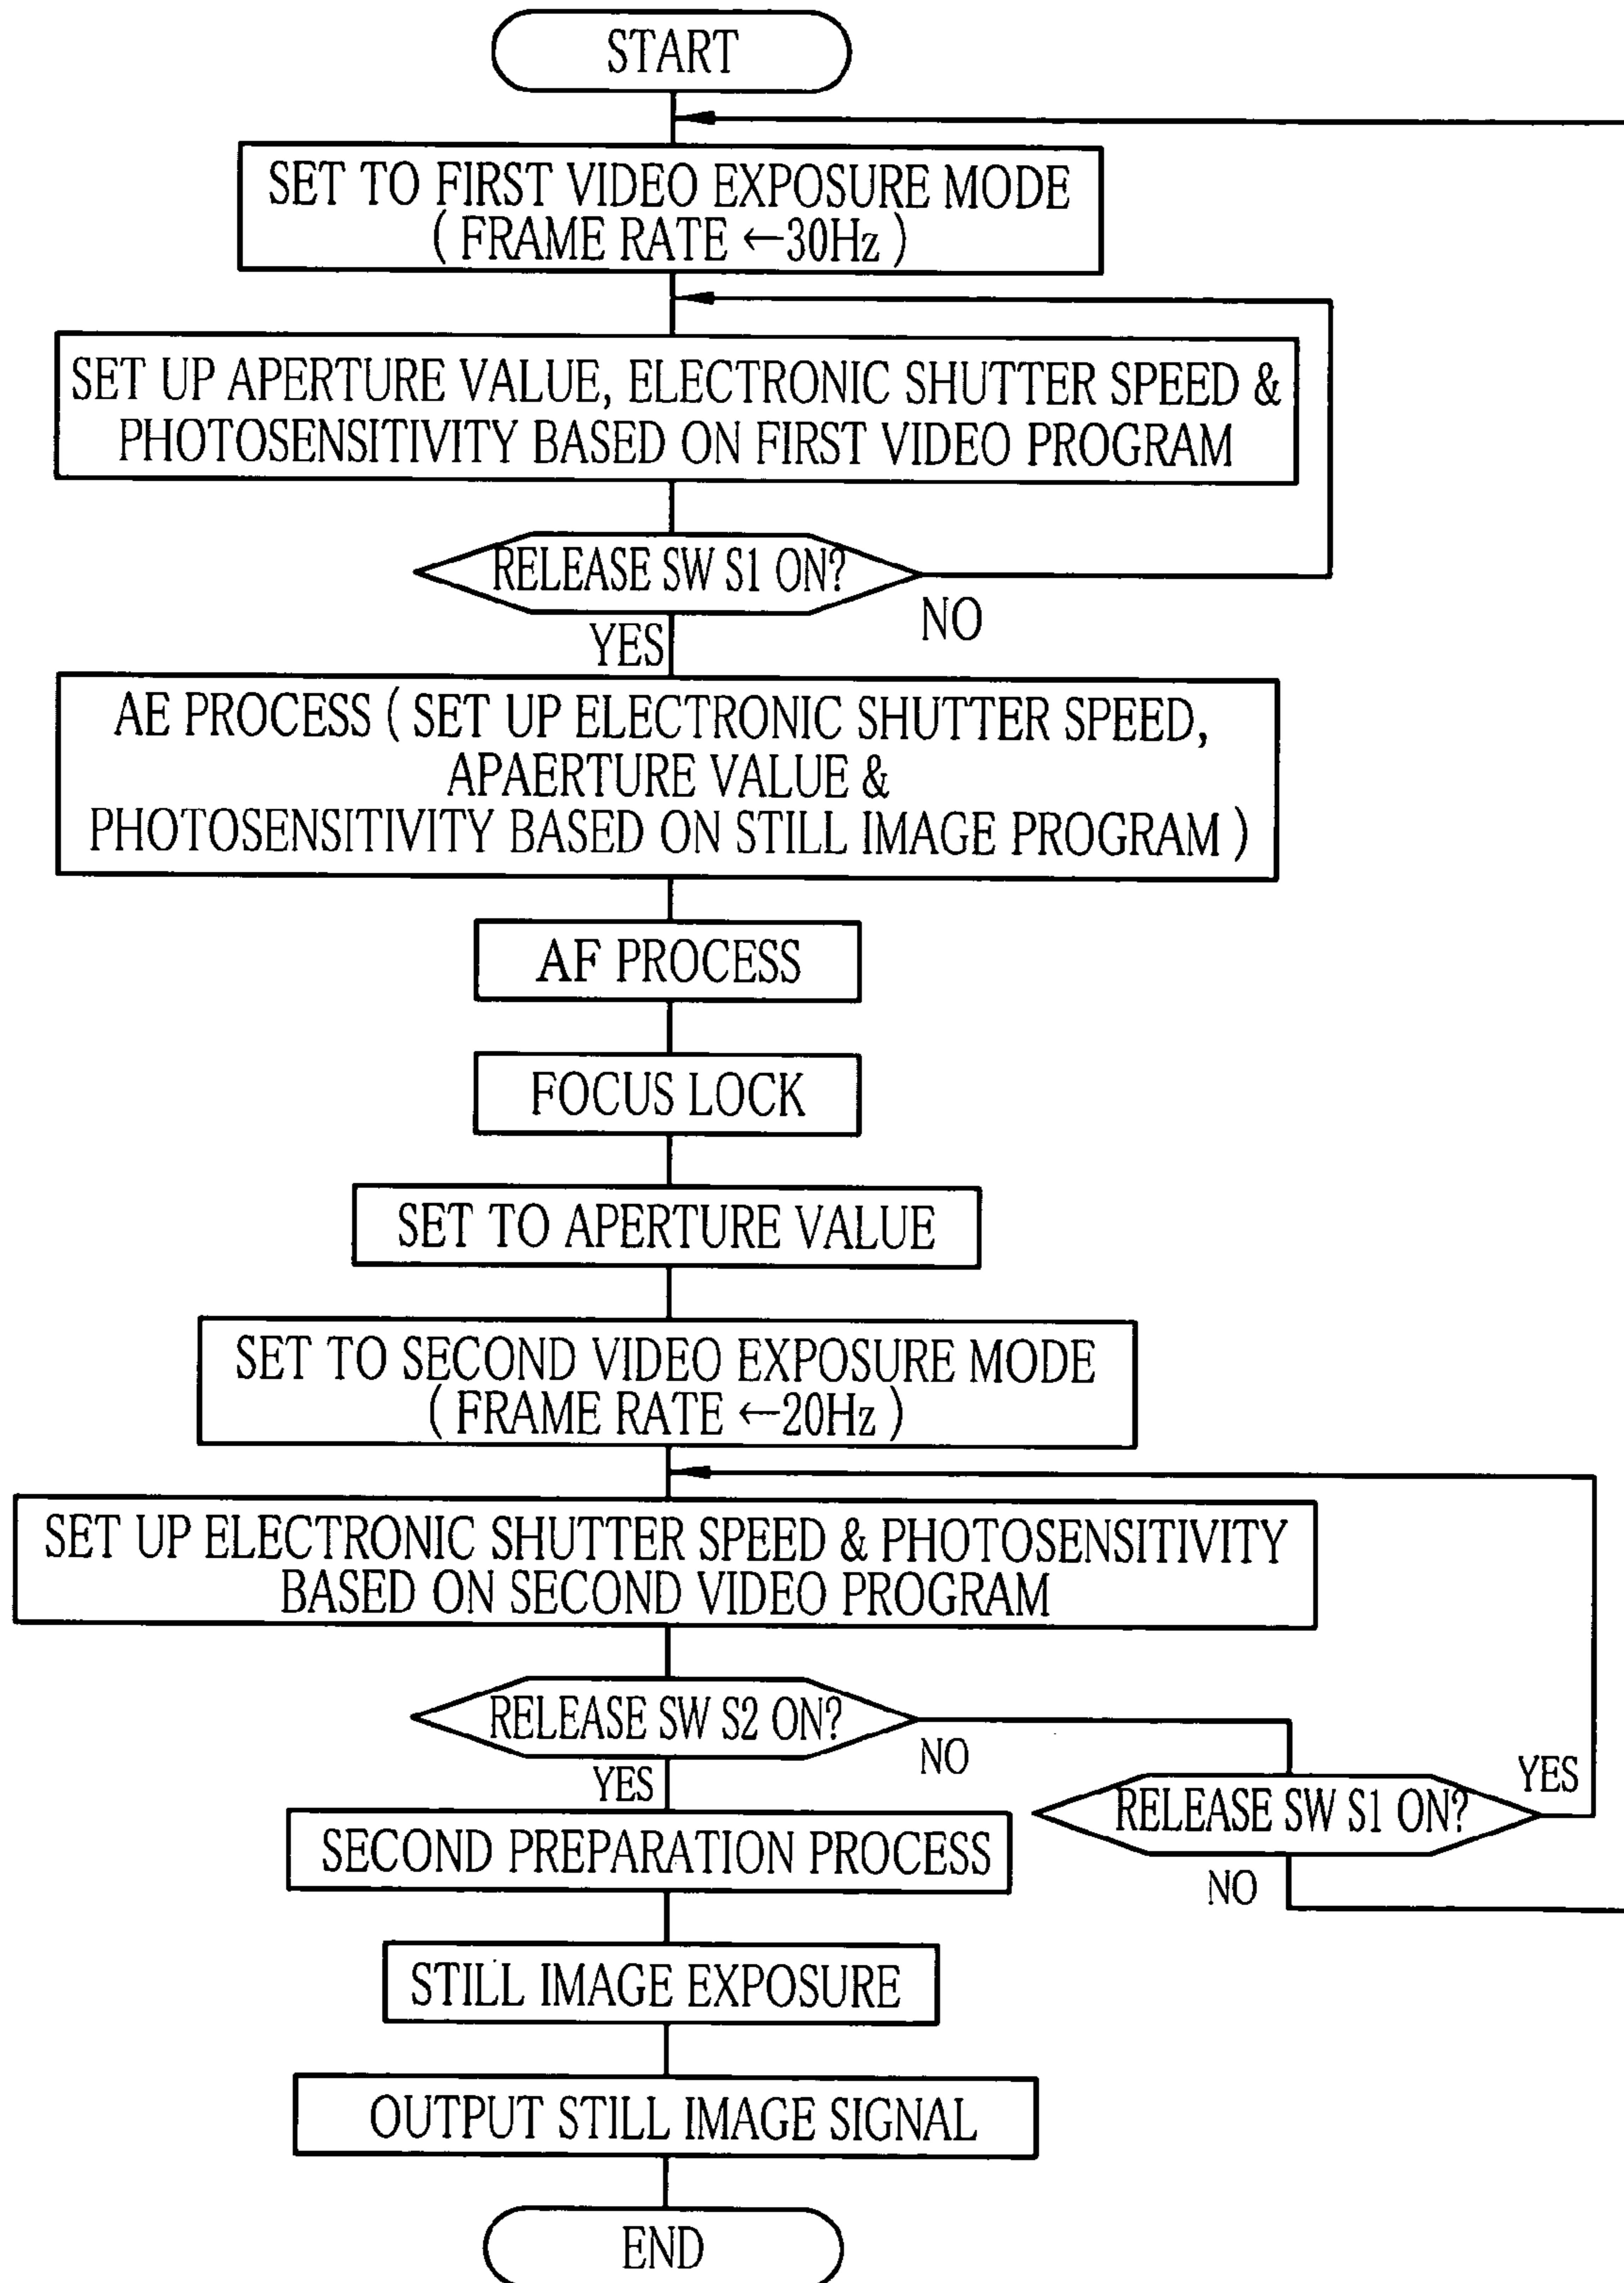 START
SET TO FIRST VIDEO EXPOSURE MODE
( FRAME RATE ←30Hz )
SET UP APERTURE VALUE, ELECTRONIC SHUTTER SPEED &
PHOTOSENSITIVITY BASED ON FIRST VIDEO PROGRAM
RELEASE SW S1 ON?
NO
YES
AE PROCESS ( SET UP ELECTRONIC SHUTTER SPEED,
APAERTURE VALUE &
PHOTOSENSITIVITY BASED ON STILL IMAGE PROGRAM )
AF PROCESS
FOCUS LOCK
SET TO APERTURE VALUE
SET TO SECOND VIDEO EXPOSURE MODE
( FRAME RATE ←20Hz )
SET UP ELECTRONIC SHUTTER SPEED & PHOTOSENSITIVITY
BASED ON SECOND VIDEO PROGRAM
RELEASE SW S2 ON?
NO
YES
RELEASE SW S1 ON?
YES
NO
SECOND PREPARATION PROCESS
STILL IMAGE EXPOSURE
OUTPUT STILL IMAGE SIGNAL
END